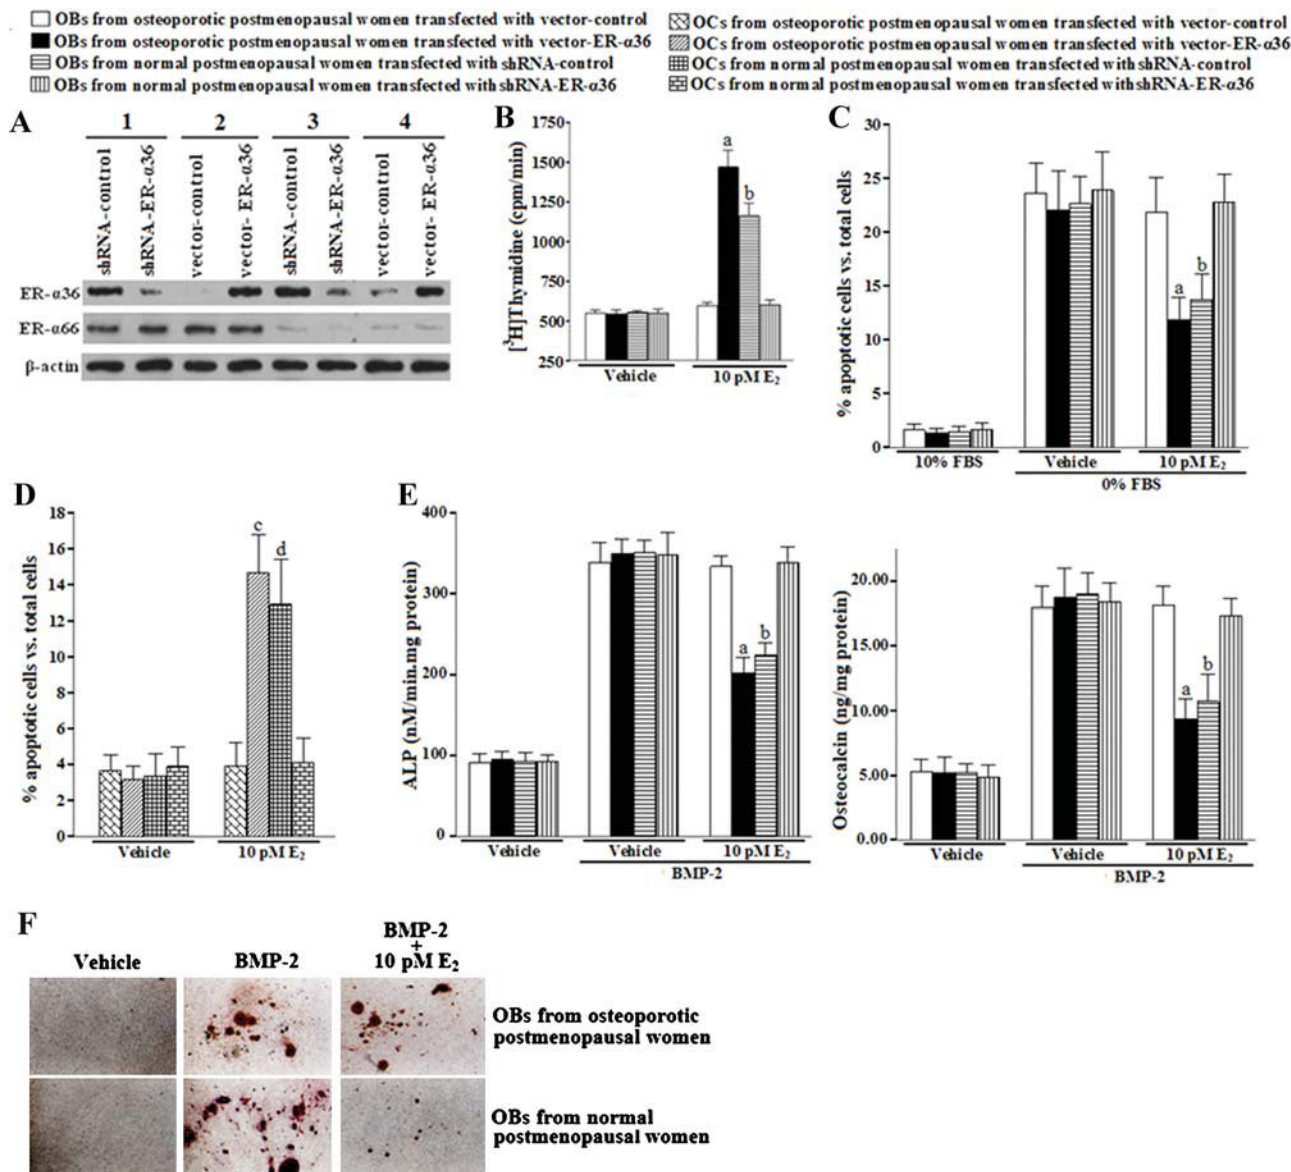 OBs from osteoporotic postmenopausal women transfected with vector-control
OBs from osteoporotic postmenopausal women transfected with vector-ER-α36
OBs from normal postmenopausal women transfected with shRNA-control
OBs from normal postmenopausal women transfected with shRNA-ER-α36
OCs from osteoporotic postmenopausal women transfected with vector-control
OCs from osteoporotic postmenopausal women transfected with vector-ER-α36
OCs from normal postmenopausal women transfected with shRNA-control
OCs from normal postmenopausal women transfected with shRNA-ER-α36
A
1 2 3 4
shRNA-control
shRNA-ER-α36
vector-control
vector- ER-α36
shRNA-control
shRNA-ER-α36
vector-control
vector- ER-α36
ER-α36
ER-α66
β-actin
B
[³H]Thymidine (cpm/min)
1750
1500
1250
1000
750
500
250
a
b
Vehicle 10 pM E₂
C
% apoptotic cells vs. total cells
30
25
20
15
10
5
0
a
b
10% FBS Vehicle 10 pM E₂
0% FBS
D
% apoptotic cells vs. total cells
18
16
14
12
10
8
6
4
2
0
c
d
Vehicle 10 pM E₂
E
ALP (nM/min.mg protein)
400
300
200
100
0
a
b
Vehicle Vehicle 10 pM E₂
BMP-2
Osteocalcin (ng/mg protein)
20.00
15.00
10.00
5.00
0.00
a
b
Vehicle Vehicle 10 pM E₂
BMP-2
F
Vehicle
BMP-2
BMP-2
+
10 pM E₂
OBs from osteoporotic
postmenopausal women
OBs from normal
postmenopausal women